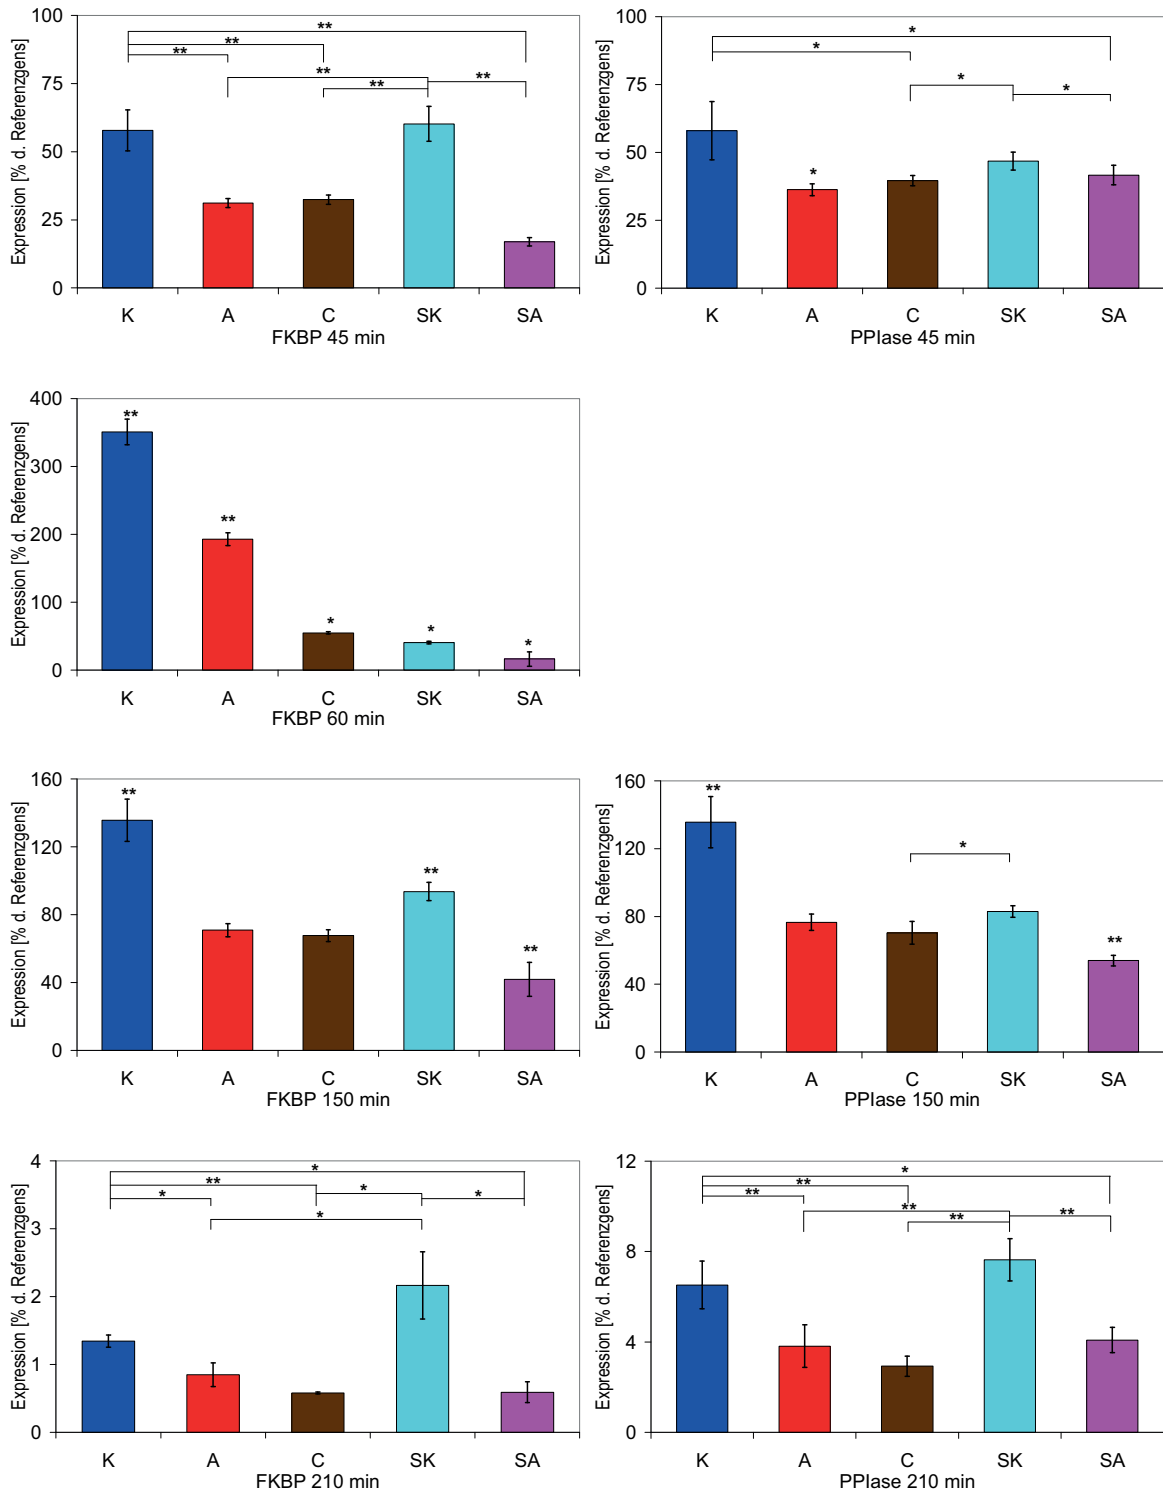 Expression [% d. Referenzgens]
100
75
50
25
0
** ** ** ** ** **
K A C SK SA
FKBP 45 min
Expression [% d. Referenzgens]
100
75
50
25
0
* * * * *
K A C SK SA
PPIase 45 min
Expression [% d. Referenzgens]
400
300
200
100
0
** ** * * *
K A C SK SA
FKBP 60 min
Expression [% d. Referenzgens]
160
120
80
40
0
** ** **
K A C SK SA
FKBP 150 min
Expression [% d. Referenzgens]
160
120
80
40
0
** * **
K A C SK SA
PPIase 150 min
Expression [% d. Referenzgens]
4
3
2
1
0
* ** * * * *
K A C SK SA
FKBP 210 min
Expression [% d. Referenzgens]
12
8
4
0
* ** ** ** ** **
K A C SK SA
PPIase 210 min